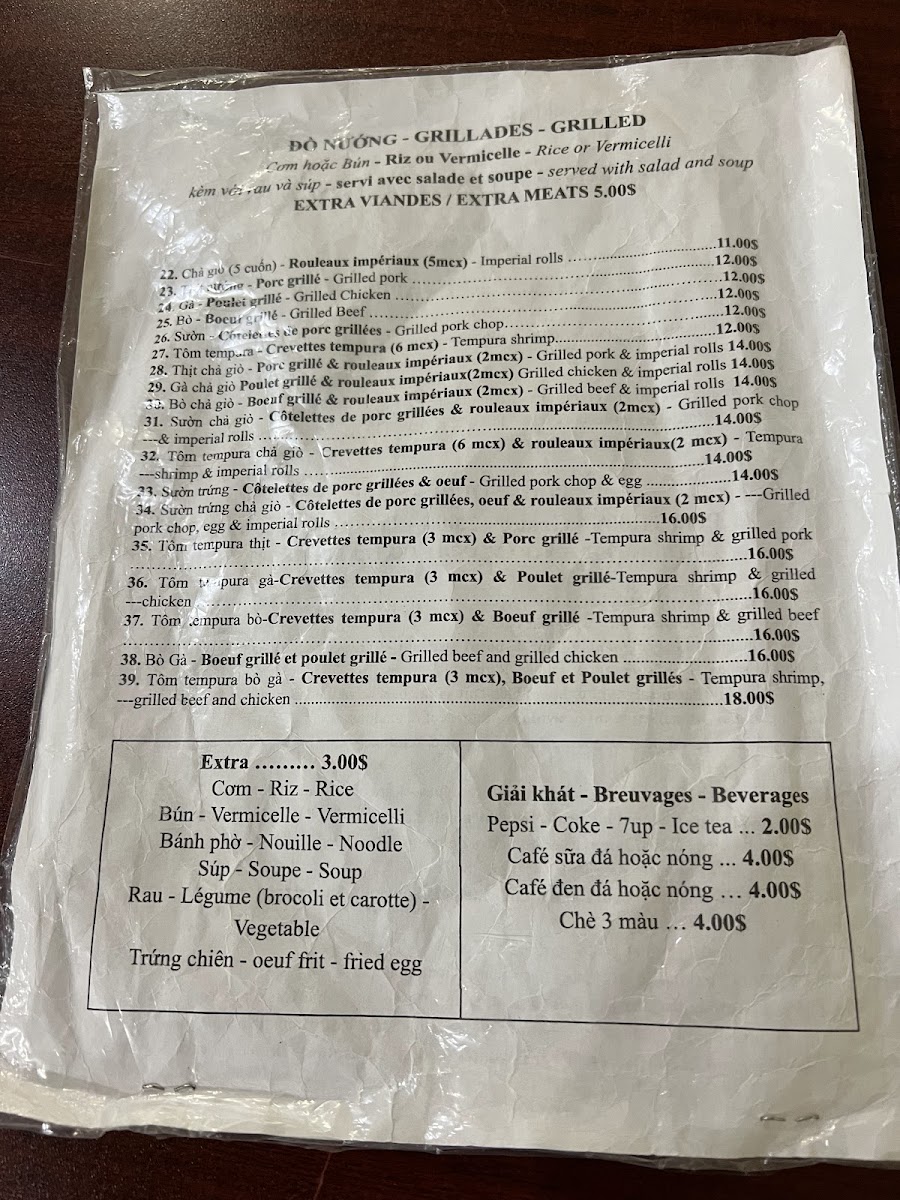 ĐỒ NƯỚNG - GRILLADES - GRILLED
Cơm hoặc Bún - Riz ou Vermicelle - Rice or Vermicelli
kèm với rau và súp - servi avec salade et soupe - served with salad and soup
EXTRA VIANDES / EXTRA MEATS 5.00$
22. Chả giò (5 cuốn) - Rouleaux impériaux (5mcx) - Imperial rolls ........................11.00$
23. nướng - Porc grillé - Grilled pork ........................12.00$
24. Gà - Poulet grillé - Grilled Chicken ........................12.00$
25. Bò - Boeuf grillé - Grilled Beef ........................12.00$
26. Sườn - Côtelettes de porc grillées - Grilled pork chop........................12.00$
27. Tôm tempura - Crevettes tempura (6 mcx) - Tempura shrimp........................12.00$
28. Thịt chả giò - Porc grillé & rouleaux impériaux (2mcx) - Grilled pork & imperial rolls 14.00$
29. Gà chả giò Poulet grillé & rouleaux impériaux(2mcx) Grilled chicken & imperial rolls 14.00$
30. Bò chả giò - Boeuf grillé & rouleaux impériaux (2mcx) - Grilled beef & imperial rolls 14.00$
31. Sườn chả giò - Côtelettes de porc grillées & rouleaux impériaux (2mcx) - Grilled pork chop
---& imperial rolls ........................14.00$
32. Tôm tempura chả giò - Crevettes tempura (6 mcx) & rouleaux impériaux(2 mcx) - Tempura
---shrimp & imperial rolls ........................14.00$
33. Sườn trứng - Côtelettes de porc grillées & oeuf - Grilled pork chop & egg ....................14.00$
34. Sườn trứng chả giò - Côtelettes de porc grillées, oeuf & rouleaux impériaux (2 mcx) - ---Grilled
pork chop, egg & imperial rolls ........................16.00$
35. Tôm tempura thịt - Crevettes tempura (3 mcx) & Porc grillé -Tempura shrimp & grilled pork
........................16.00$
36. Tôm tempura gà-Crevettes tempura (3 mcx) & Poulet grillé-Tempura shrimp & grilled
---chicken ........................16.00$
37. Tôm tempura bò-Crevettes tempura (3 mcx) & Boeuf grillé -Tempura shrimp & grilled beef
........................16.00$
38. Bò Gà - Boeuf grillé et poulet grillé - Grilled beef and grilled chicken ........................16.00$
39. Tôm tempura bò gà - Crevettes tempura (3 mcx), Boeuf et Poulet grillés - Tempura shrimp,
---grilled beef and chicken ........................18.00$
Extra ......... 3.00$
Cơm - Riz - Rice
Bún - Vermicelle - Vermicelli
Bánh phở - Nouille - Noodle
Súp - Soupe - Soup
Rau - Légume (brocoli et carotte) -
Vegetable
Trứng chiên - oeuf frit - fried egg
Giải khát - Breuvages - Beverages
Pepsi - Coke - 7up - Ice tea ... 2.00$
Café sữa đá hoặc nóng ... 4.00$
Café đen đá hoặc nóng ... 4.00$
Chè 3 màu ... 4.00$